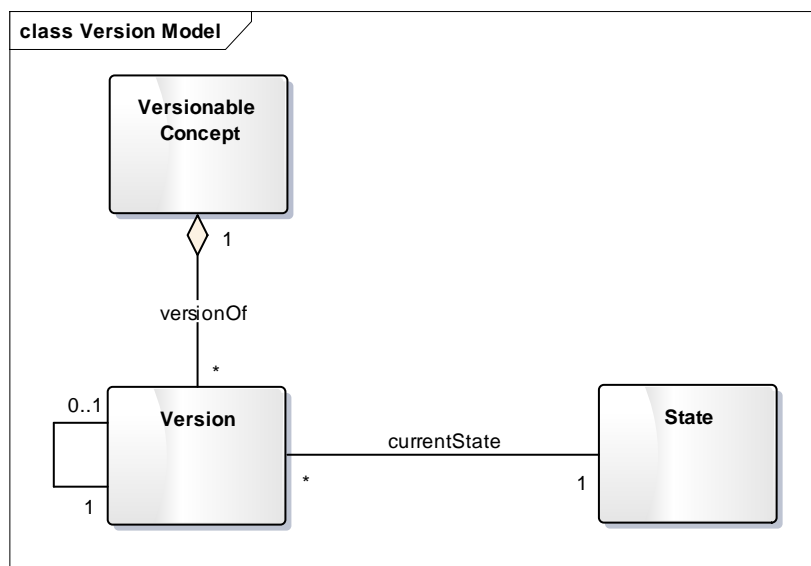 class Version Model
Versionable
Concept
1
versionOf
*
0..1
Version
State
currentState
*
1
1